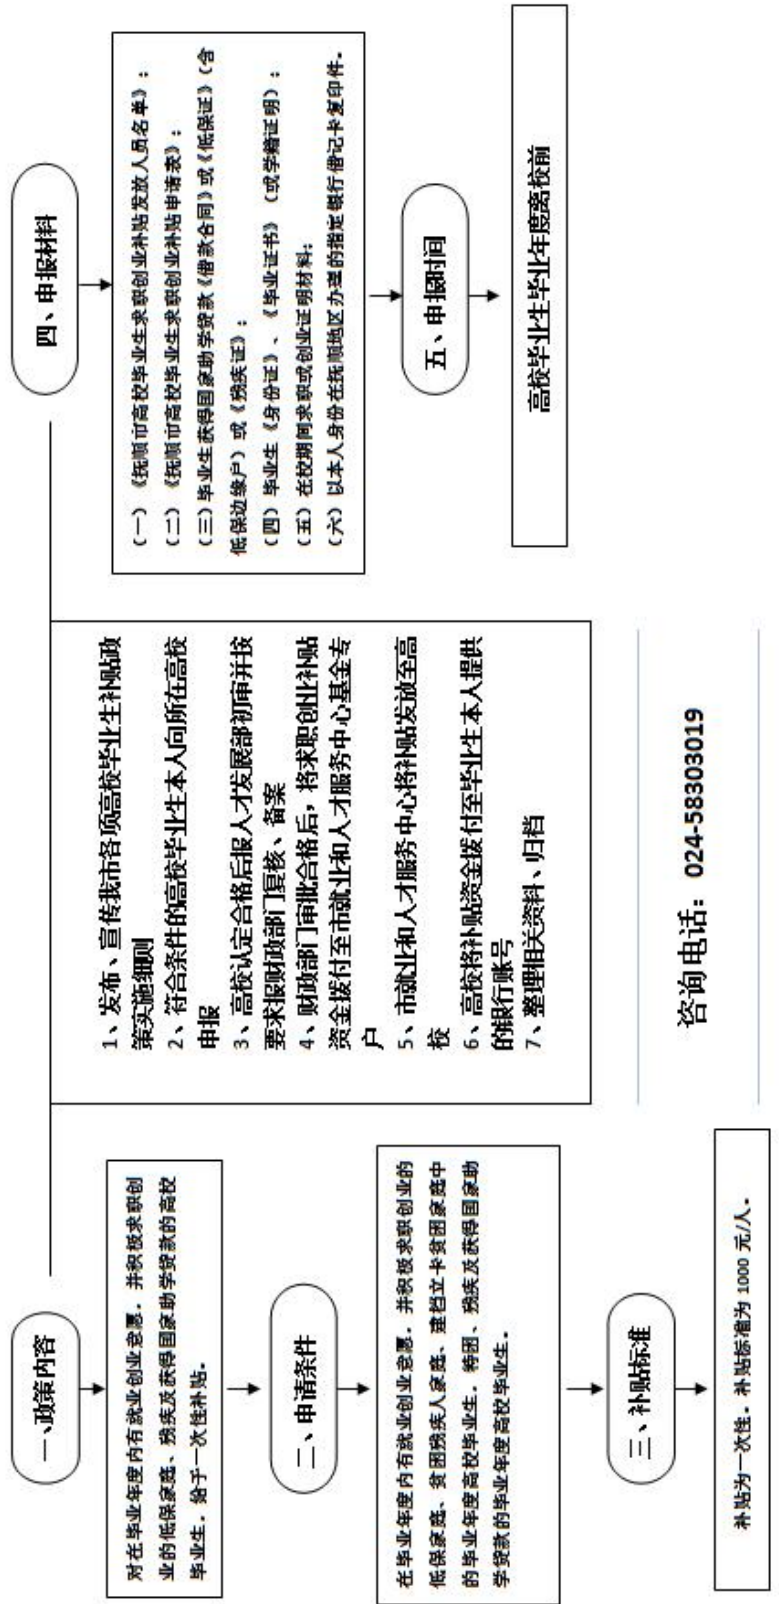 一、政策内容
对在毕业年度内有就业创业意愿，并积极求职创
业的低保家庭、残疾及获得国家助学贷款的高校
毕业生，给于一次性补贴。
二、申请条件
在毕业年度内有就业创业意愿，并积极求职创业的
低保家庭、贫困残疾人家庭、建档立卡贫困家庭中
的毕业年度高校毕业生，特困、残疾及获得国家助
学贷款的毕业年度高校毕业生。
三、补贴标准
补贴为一次性。补贴标准为 1000 元/人。
1、发布、宣传我市各项高校毕业生补贴政
策实施细则
2、符合条件的高校毕业生本人向所在高校
申报
3、高校认定合格后报人才发展部初审并按
要求报财政部门复核、备案
4、财政部门审批合格后，将求职创业补贴
资金拨付至市就业和人才服务中心基金专
户
5、市就业和人才服务中心将补贴发放至高
校
6、高校将补贴资金拨付至毕业生本人提供
的银行账号
7、整理相关资料、归档
咨询电话：024-58303019
四、申报材料
（一）《抚顺市高校毕业生求职创业补贴发放人员名单》；
（二）《抚顺市高校毕业生求职创业补贴申请表》；
（三）毕业生获得国家助学贷款《借款合同》或《低保证》（含
低保边缘户）或《残疾证》；
（四）毕业生《身份证》、《毕业证书》（或学籍证明）；
（五）在校期间求职或创业证明材料；
（六）以本人身份在抚顺地区办理的指定银行借记卡复印件。
五、申报时间
高校毕业生毕业年度离校前